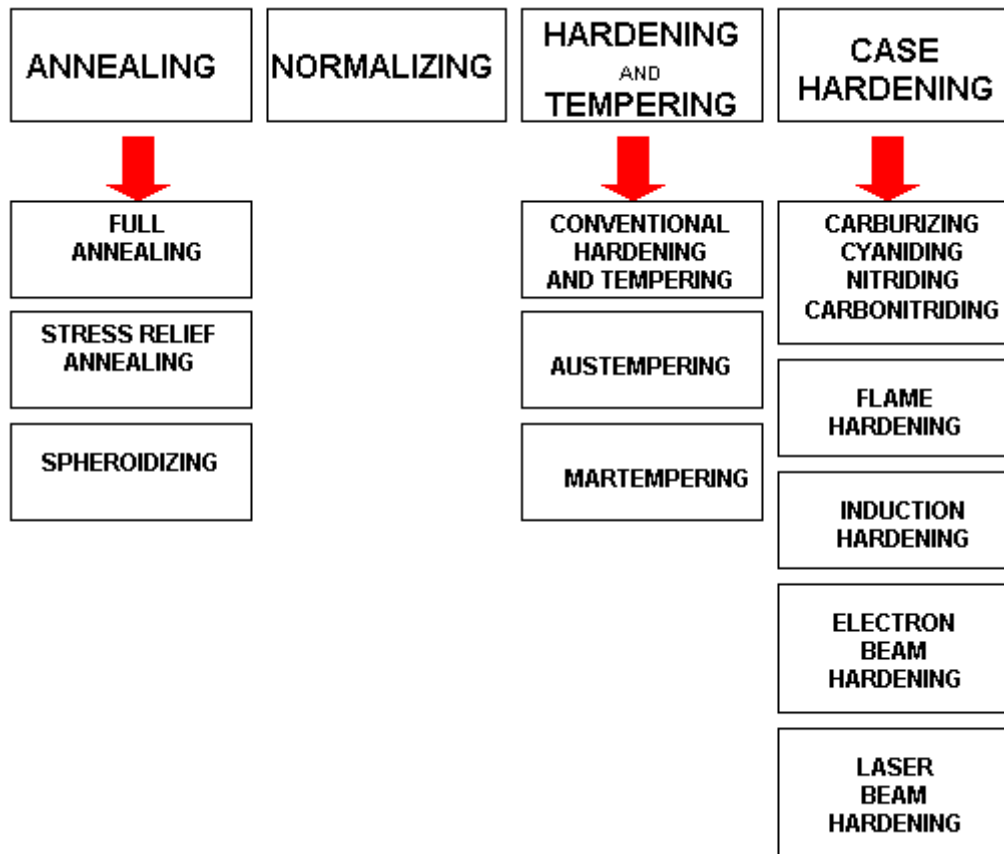 ANNEALING
NORMALIZING
HARDENING
AND
TEMPERING
CASE
HARDENING
FULL
ANNEALING
STRESS RELIEF
ANNEALING
SPHEROIDIZING
CONVENTIONAL
HARDENING
AND TEMPERING
AUSTEMPERING
MARTEMPERING
CARBURIZING
CYANIDING
NITRIDING
CARBONITRIDING
FLAME
HARDENING
INDUCTION
HARDENING
ELECTRON
BEAM
HARDENING
LASER
BEAM
HARDENING